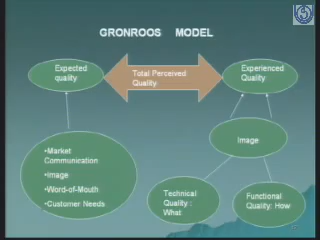 GRONROOS MODEL
Expected
quality
Total Perceived
Quality
Experienced
Quality
•Market
Communication
•Image
•Word-of-Mouth
•Customer Needs
Image
Technical
Quality :
What
Functional
Quality: How